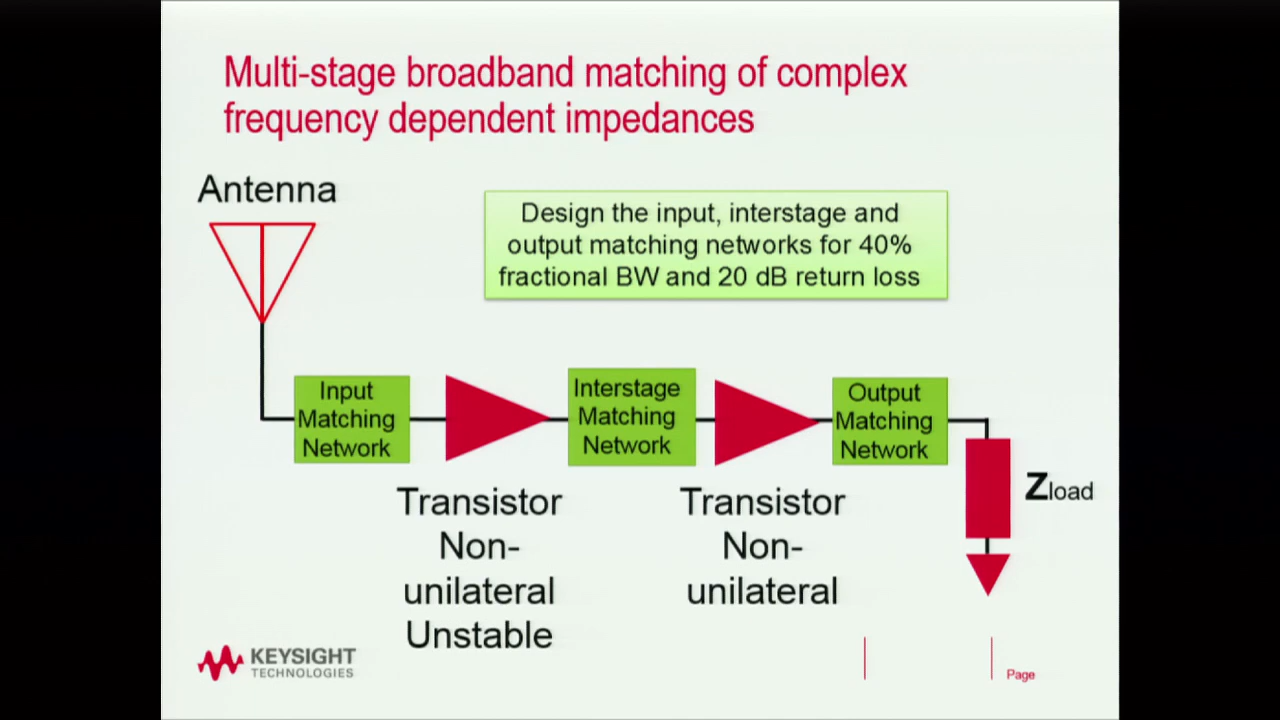 Multi-stage broadband matching of complex
frequency dependent impedances
Antenna
Design the input, interstage and
output matching networks for 40%
fractional BW and 20 dB return loss
Input
Matching
Network
Interstage
Matching
Network
Output
Matching
Network
Zload
Transistor
Non-
unilateral
Unstable
Transistor
Non-
unilateral
KEYSIGHT
TECHNOLOGIES
Page